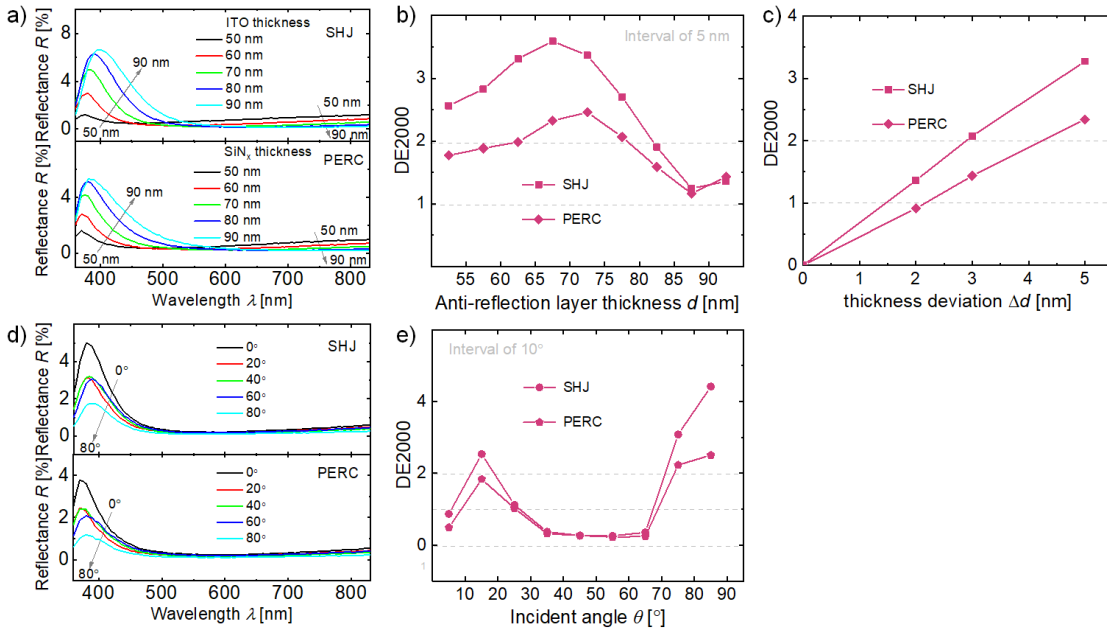 a)
Reflectance R [%]
8
4
0
ITO thickness
50 nm
60 nm
70 nm
80 nm
90 nm
SHJ
90 nm
50 nm
50 nm
90 nm
Reflectance R [%]
8
4
0
SiNx thickness
50 nm
60 nm
70 nm
80 nm
90 nm
PERC
90 nm
50 nm
50 nm
90 nm
400 500 600 700 800
Wavelength λ [nm]
b)
Interval of 5 nm
DE2000
4
3
2
1
0
SHJ
PERC
55 60 65 70 75 80 85 90
Anti-reflection layer thickness d [nm]
c)
DE2000
4
3
2
1
0
SHJ
PERC
0 1 2 3 4 5
thickness deviation Δd [nm]
d)
Reflectance R [%]
4
2
0
0°
20°
40°
60°
80°
SHJ
0°
80°
Reflectance R [%]
4
2
0
0°
20°
40°
60°
80°
PERC
0°
80°
400 500 600 700 800
Wavelength λ [nm]
e)
Interval of 10°
DE2000
4
2
0
SHJ
PERC
1
10 20 30 40 50 60 70 80 90
Incident angle θ [°]